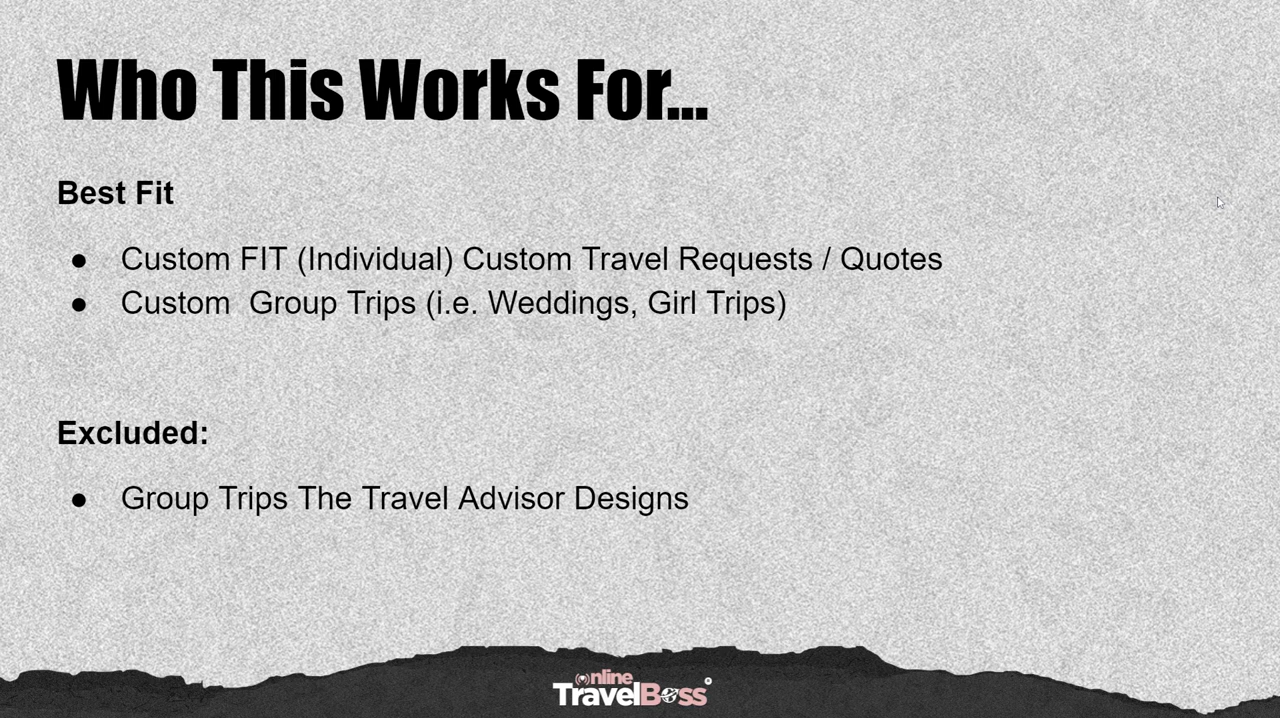 Who This Works For...
Best Fit
● Custom FIT (Individual) Custom Travel Requests / Quotes
● Custom  Group Trips (i.e. Weddings, Girl Trips)
Excluded:
● Group Trips The Travel Advisor Designs
Online
TravelBoss